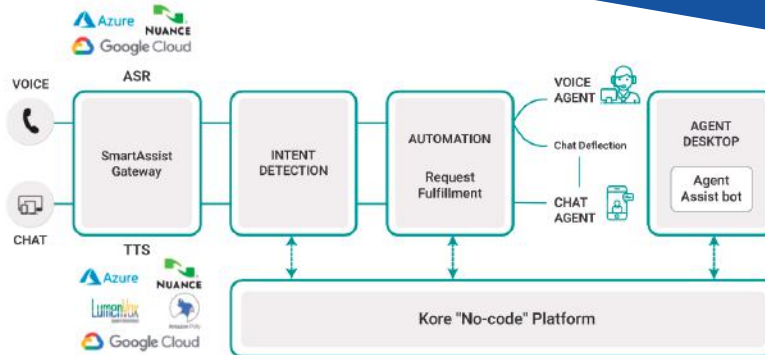 Azure
NUANCE
Google Cloud
VOICE
ASR
SmartAssist
Gateway
INTENT
DETECTION
AUTOMATION
Request
Fulfillment
VOICE
AGENT
Chat Deflection
CHAT
AGENT
AGENT
DESKTOP
Agent
Assist bot
CHAT
TTS
Azure
NUANCE
LumenVox
Amazon Polly
Google Cloud
Kore "No-code" Platform